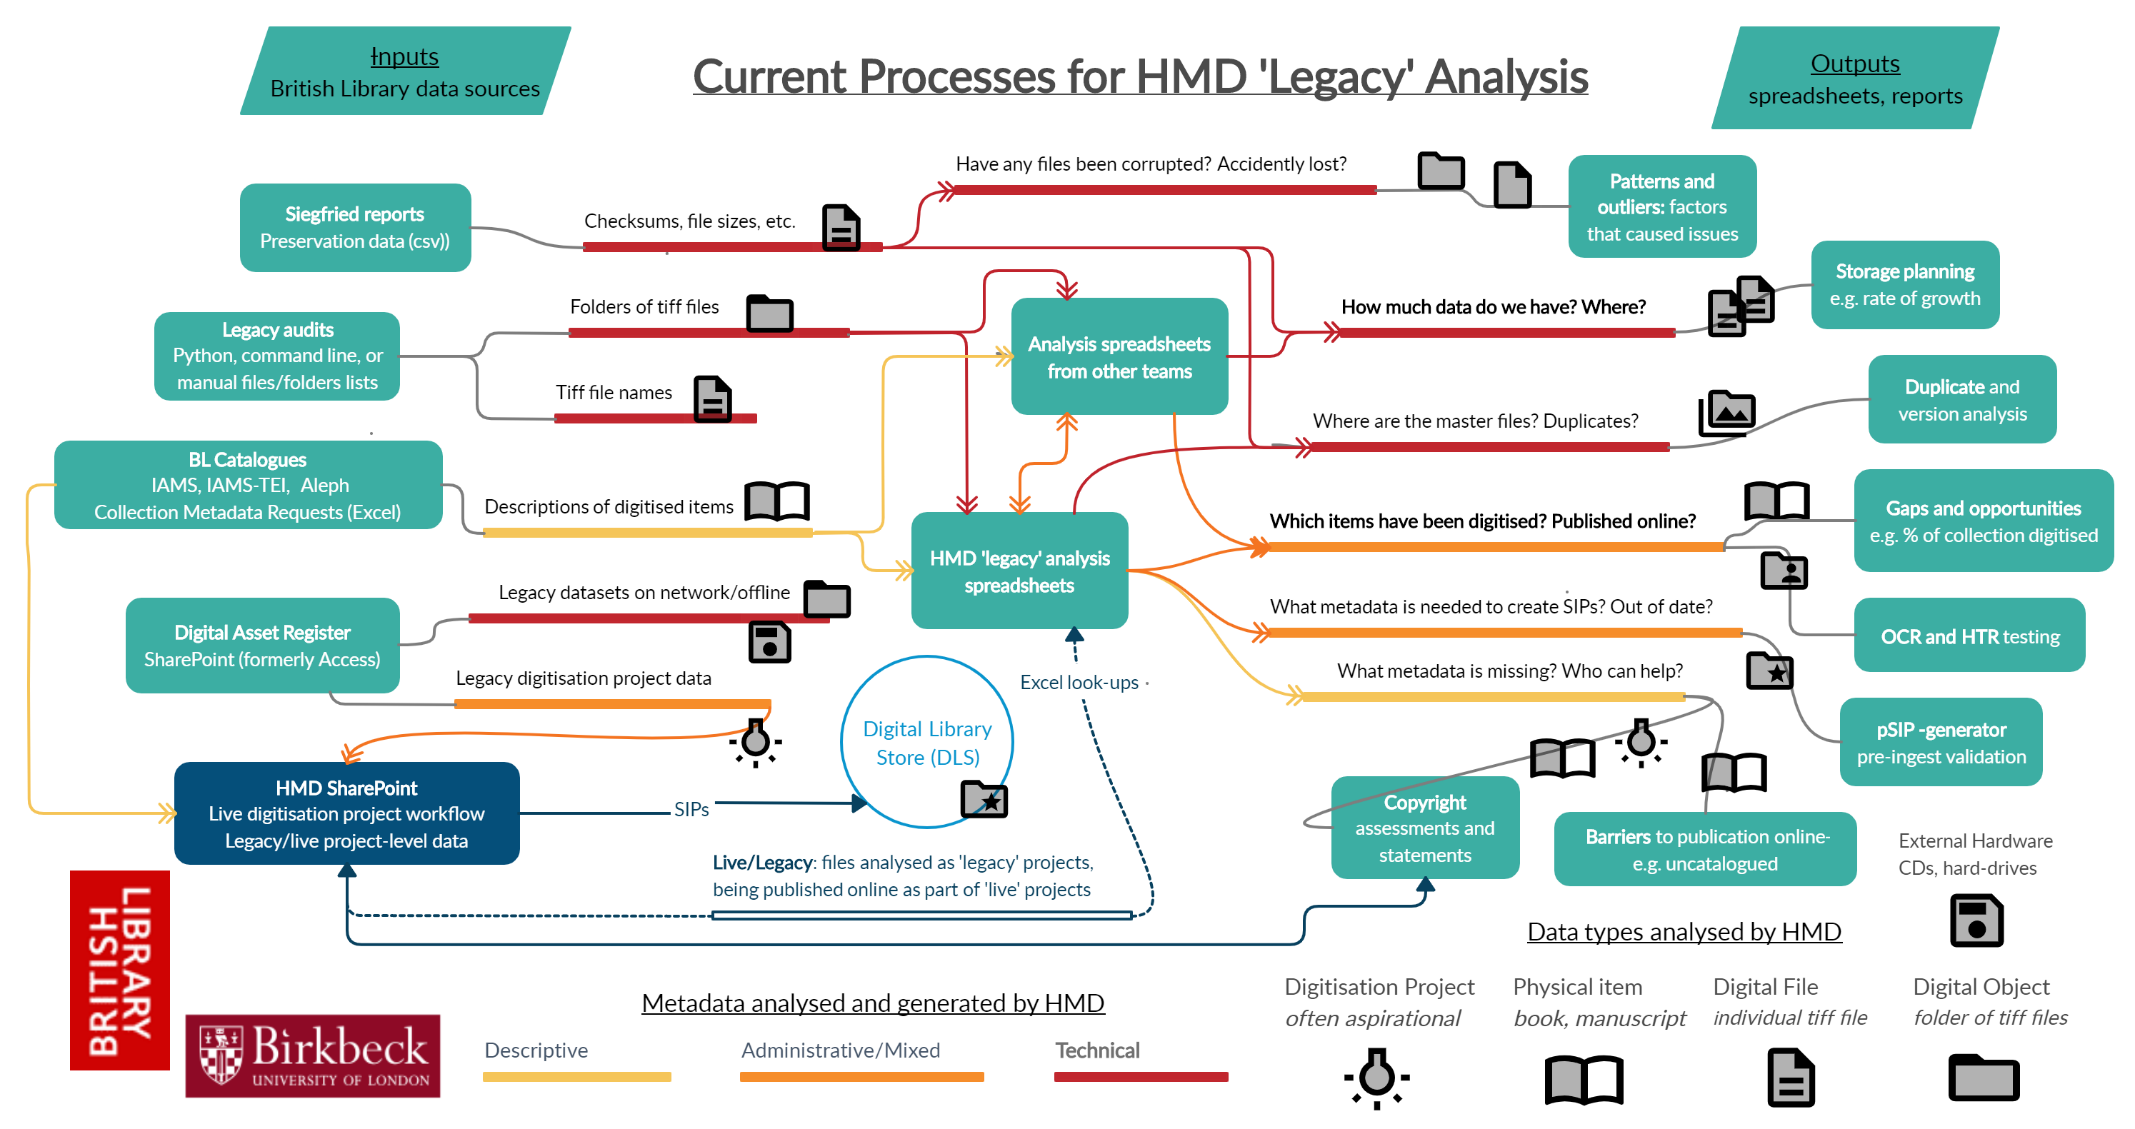 Inputs
British Library data sources
Current Processes for HMD 'Legacy' Analysis
Outputs
spreadsheets, reports
Siegfried reports
Preservation data (csv))
Checksums, file sizes, etc.
Have any files been corrupted? Accidently lost?
Patterns and
outliers: factors
that caused issues
Legacy audits
Python, command line, or
manual files/folders lists
Folders of tiff files
Tiff file names
Analysis spreadsheets
from other teams
How much data do we have? Where?
Storage planning
e.g. rate of growth
Where are the master files? Duplicates?
Duplicate and
version analysis
BL Catalogues
IAMS, IAMS-TEI, Aleph
Collection Metadata Requests (Excel)
Descriptions of digitised items
HMD 'legacy' analysis
spreadsheets
Which items have been digitised? Published online?
Gaps and opportunities
e.g. % of collection digitised
Digital Asset Register
SharePoint (formerly Access)
Legacy datasets on network/offline
Legacy digitisation project data
What metadata is needed to create SIPs? Out of date?
OCR and HTR testing
What metadata is missing? Who can help?
pSIP -generator
pre-ingest validation
Excel look-ups
Digital Library
Store (DLS)
HMD SharePoint
Live digitisation project workflow
Legacy/live project-level data
SIPs
Live/Legacy: files analysed as 'legacy' projects,
being published online as part of 'live' projects
Copyright
assessments and
statements
Barriers to publication online-
e.g. uncatalogued
External Hardware
CDs, hard-drives
Data types analysed by HMD
Digitisation Project
often aspirational
Physical item
book, manuscript
Digital File
individual tiff file
Digital Object
folder of tiff files
Metadata analysed and generated by HMD
Descriptive
Administrative/Mixed
Technical
BRITISH
LIBRARY
Birkbeck
UNIVERSITY OF LONDON